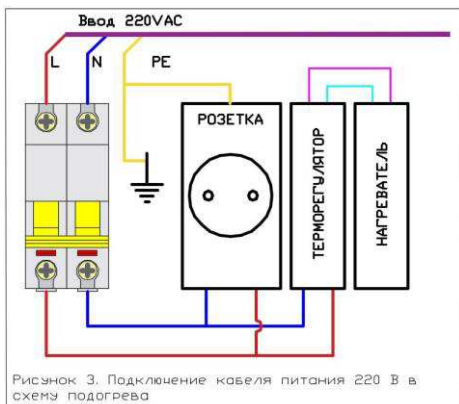 Ввод 220VAC
L N PE
РОЗЕТКА
ТЕРМОРЕГУЛЯТОР
НАГРЕВАТЕЛЬ
Рисунок 3. Подключение кабеля питания 220 В в
схему подогрева